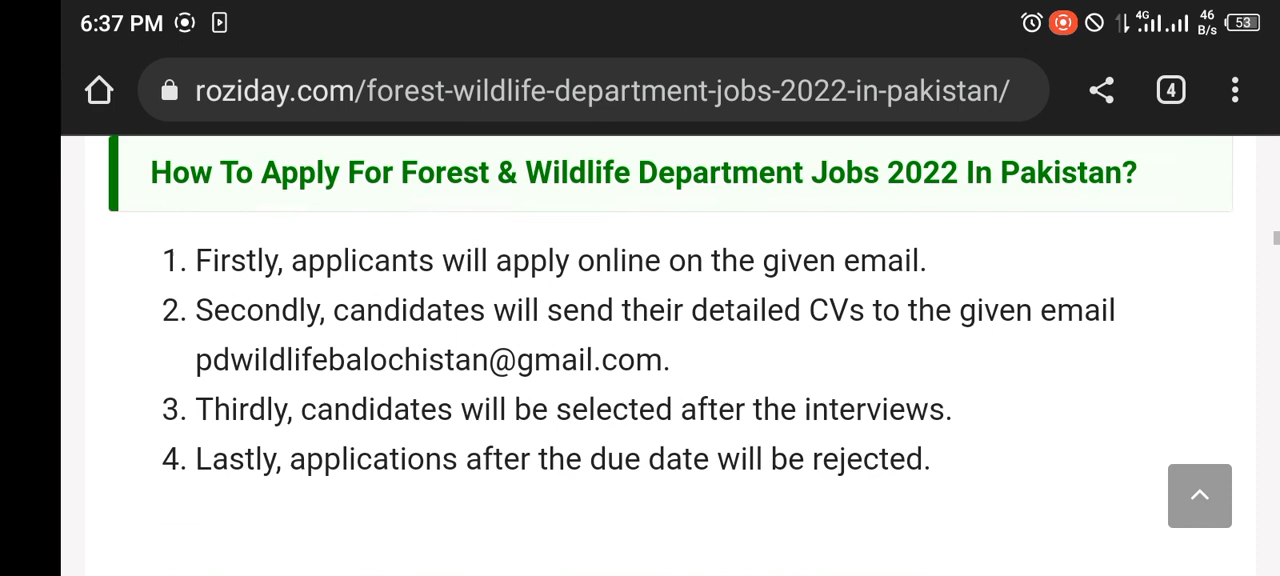 6:37 PM 4G 46 B/s 53
roziday.com/forest-wildlife-department-jobs-2022-in-pakistan/ 4
How To Apply For Forest & Wildlife Department Jobs 2022 In Pakistan?
1. Firstly, applicants will apply online on the given email.
2. Secondly, candidates will send their detailed CVs to the given email
pdwildlifebalochistan@gmail.com.
3. Thirdly, candidates will be selected after the interviews.
4. Lastly, applications after the due date will be rejected.